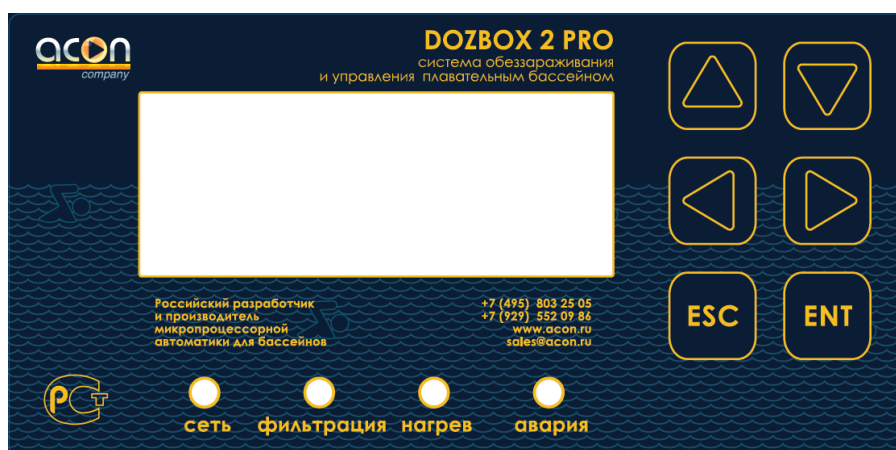 acon
company
DOZBOX 2 PRO
система обеззараживания
и управления плавательным бассейном
ESC
ENT
Российский разработчик
и производитель
микропроцессорной
автоматики для бассейнов
+7 (495) 803 25 05
+7 (929) 552 09 86
www.acon.ru
sales@acon.ru
РСТ
сеть
фильтрация
нагрев
авария